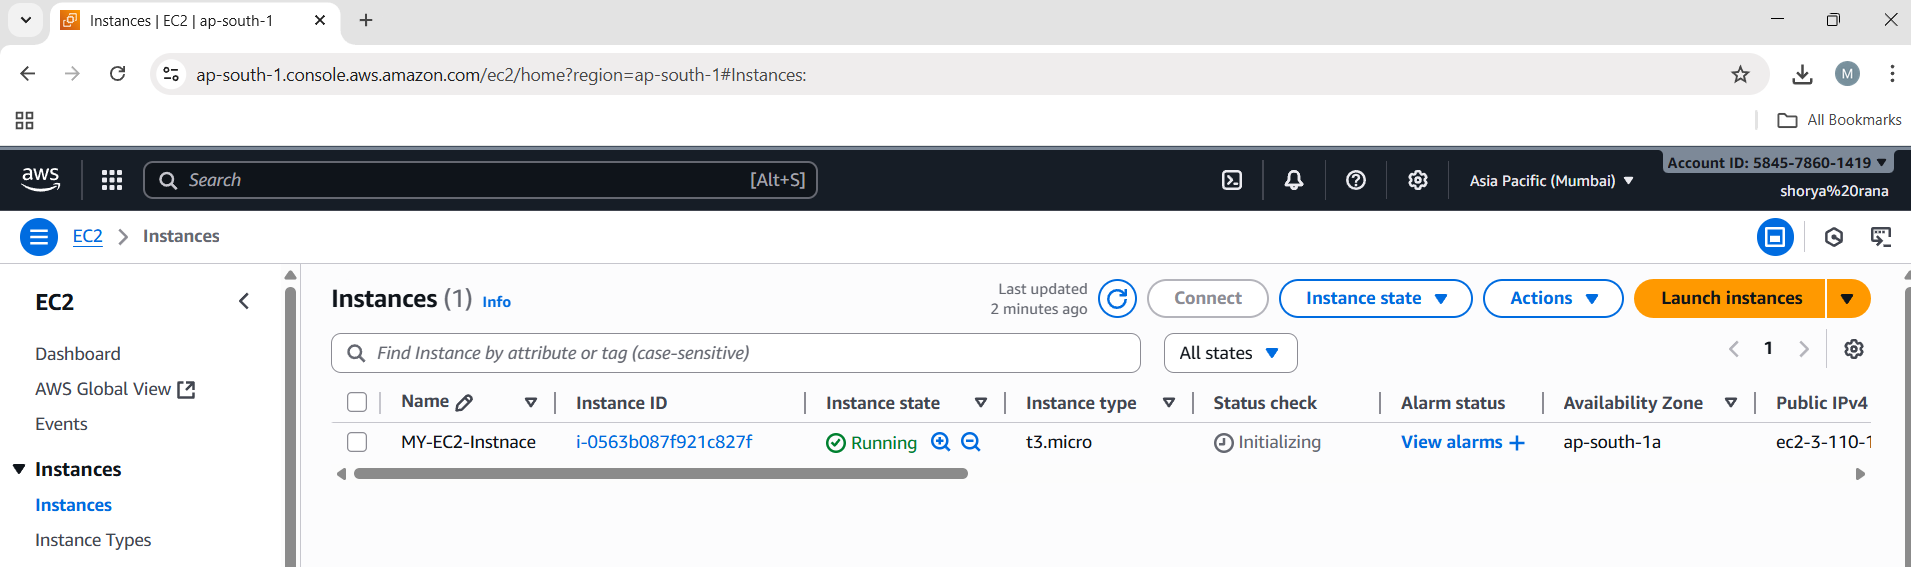 Instances | EC2 | ap-south-1
ap-south-1.console.aws.amazon.com/ec2/home?region=ap-south-1#Instances:
M
All Bookmarks
aws
Search
[Alt+S]
Asia Pacific (Mumbai)
Account ID: 5845-7860-1419
shorya%20rana
EC2 > Instances
EC2
Dashboard
AWS Global View
Events
Instances
Instances
Instance Types
Instances (1) Info
Last updated
2 minutes ago
Connect
Instance state
Actions
Launch instances
Find Instance by attribute or tag (case-sensitive)
All states
1
Name Instance ID Instance state Instance type Status check Alarm status Availability Zone Public IPv4
MY-EC2-Instnace i-0563b087f921c827f Running t3.micro Initializing View alarms + ap-south-1a ec2-3-110-1